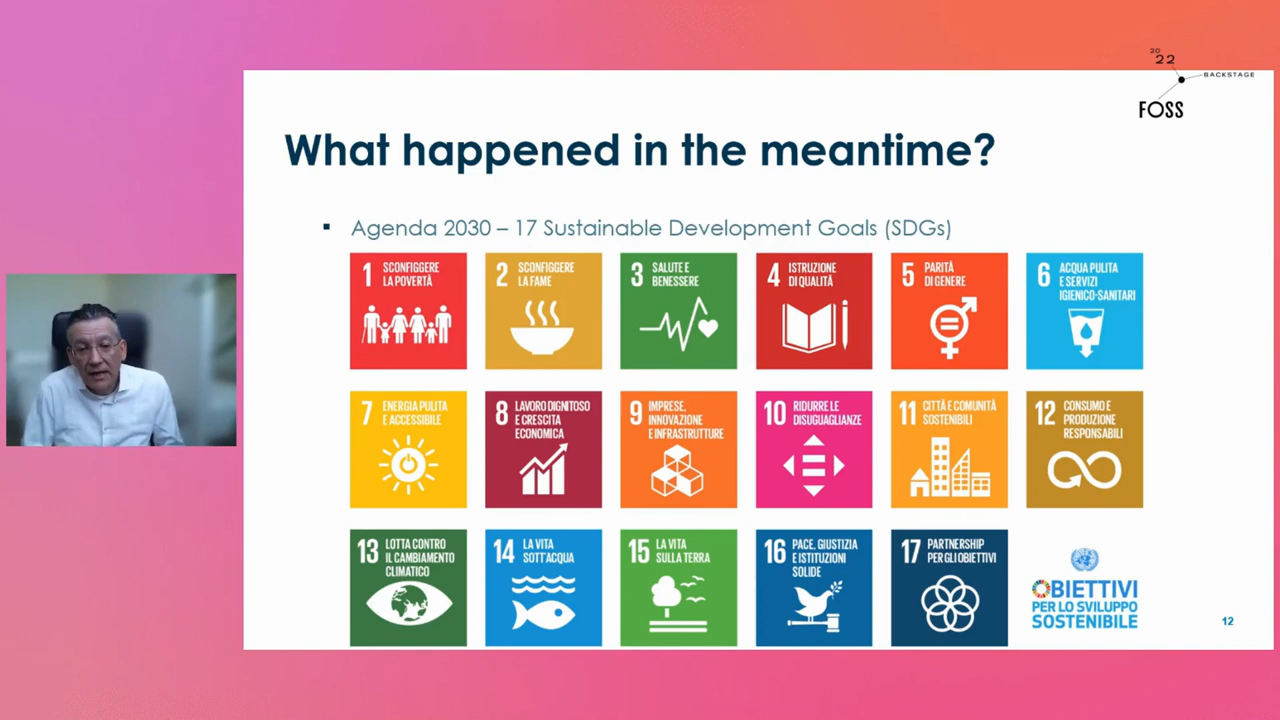 20
22
BACKSTAGE
FOSS
What happened in the meantime?
▪ Agenda 2030 – 17 Sustainable Development Goals (SDGs)
1 SCONFIGGERE
LA POVERTÀ
2 SCONFIGGERE
LA FAME
3 SALUTE E
BENESSERE
4 ISTRUZIONE
DI QUALITÀ
5 PARITÀ
DI GENERE
6 ACQUA PULITA
E SERVIZI
IGIENICO-SANITARI
7 ENERGIA PULITA
E ACCESSIBILE
8 LAVORO DIGNITOSO
E CRESCITA
ECONOMICA
9 IMPRESE,
INNOVAZIONE
E INFRASTRUTTURE
10 RIDURRE LE
DISUGUAGLIANZE
11 CITTÀ E COMUNITÀ
SOSTENIBILI
12 CONSUMO E
PRODUZIONE
RESPONSABILI
13 LOTTA CONTRO
IL CAMBIAMENTO
CLIMATICO
14 LA VITA
SOTT'ACQUA
15 LA VITA
SULLA TERRA
16 PACE, GIUSTIZIA
E ISTITUZIONI
SOLIDE
17 PARTNERSHIP
PER GLI OBIETTIVI
OBIETTIVI
PER LO SVILUPPO
SOSTENIBILE
12